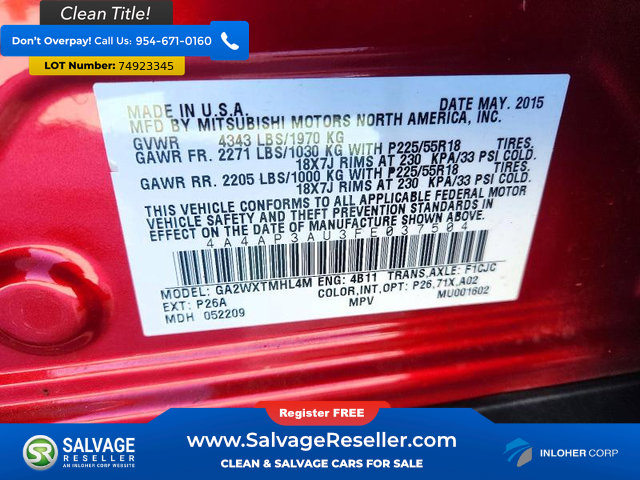 Clean Title!
Don't Overpay! Call Us: 954-671-0160
LOT Number: 74923345
MADE IN U.S.A. DATE MAY. 2015
MFD BY MITSUBISHI MOTORS NORTH AMERICA, INC.
GVWR 4343 LBS/1970 KG
GAWR FR. 2271 LBS/1030 KG WITH P225/55R18 TIRES,
18X7J RIMS AT 230 KPA/33 PSI COLD.
GAWR RR. 2205 LBS/1000 KG WITH P225/55R18 TIRES,
18X7J RIMS AT 230 KPA/33 PSI COLD.
THIS VEHICLE CONFORMS TO ALL APPLICABLE FEDERAL MOTOR
VEHICLE SAFETY AND THEFT PREVENTION STANDARDS IN
EFFECT ON THE DATE OF MANUFACTURE SHOWN ABOVE.
4A4AP3AU3FE037504
MODEL: GA2WXTMHL4M ENG: 4B11 TRANS,AXLE: F1CJC
EXT: P26A COLOR,INT,OPT: P26,71X,A02
MDH 052209 MPV MU001602
Register FREE
SALVAGE RESELLER
AN INLOHER CORP WEBSITE
www.SalvageReseller.com
CLEAN & SALVAGE CARS FOR SALE
INLOHER CORP